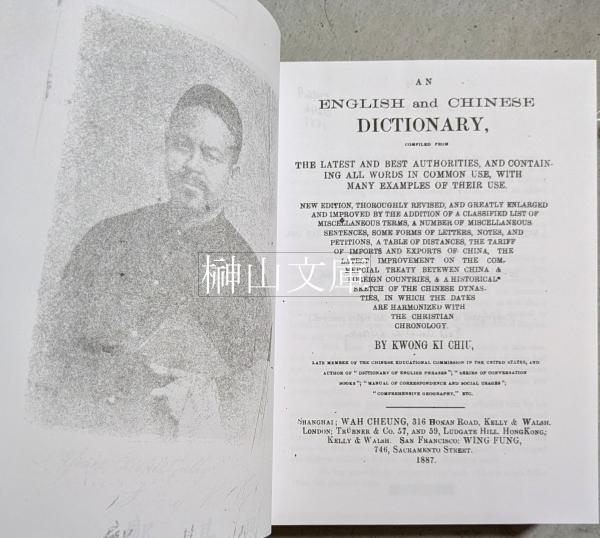 AN
ENGLISH and CHINESE
DICTIONARY,
COMPILED FROM
THE LATEST AND BEST AUTHORITIES, AND CONTAIN-
ING ALL WORDS IN COMMON USE, WITH
MANY EXAMPLES OF THEIR USE.
NEW EDITION, THOROUGHLY REVISED, AND GREATLY ENLARGED
AND IMPROVED BY THE ADDITION OF A CLASSIFIED LIST OF
MISCELLANEOUS TERMS, A NUMBER OF MISCELLANEOUS
SENTENCES, SOME FORMS OF LETTERS, NOTES, AND
PETITIONS, A TABLE OF DISTANCES, THE TARIFF
OF IMPORTS AND EXPORTS OF CHINA, THE
LATEST IMPROVEMENT ON THE COM-
MERCIAL TREATY BETEWEN CHINA &
FOREIGN COUNTRIES, & A HISTORICAL
SKETCH OF THE CHINESE DYNAS-
TIES, IN WHICH THE DATES
ARE HARMONIZED WITH
THE CHRISTIAN
CHRONOLOGY.
BY KWONG KI CHIU,
LATE MEMBER OF THE CHINESE EDUCATIONAL COMMISSION IN THE UNITED STATES, AND
AUTHOR OF "DICTIONARY OF ENGLISH PHRASES"; "SERIES OF CONVERSATION
BOOKS"; "MANUAL OF CORRESPONDENCE AND SOCIAL USAGES";
"COMPREHENSIVE GEOGRAPHY," ETC.
SHANGHAI; WAH CHEUNG, 316 HONAN ROAD, KELLY & WALSH.
LONDON; TRÜBNER & CO. 57, AND 59, LUDGATE HILL. HONGKONG;
KELLY & WALSH. SAN FRANCISCO: WING FUNG,
746, SACRAMENTO STREET.
1887.
榊山文庫